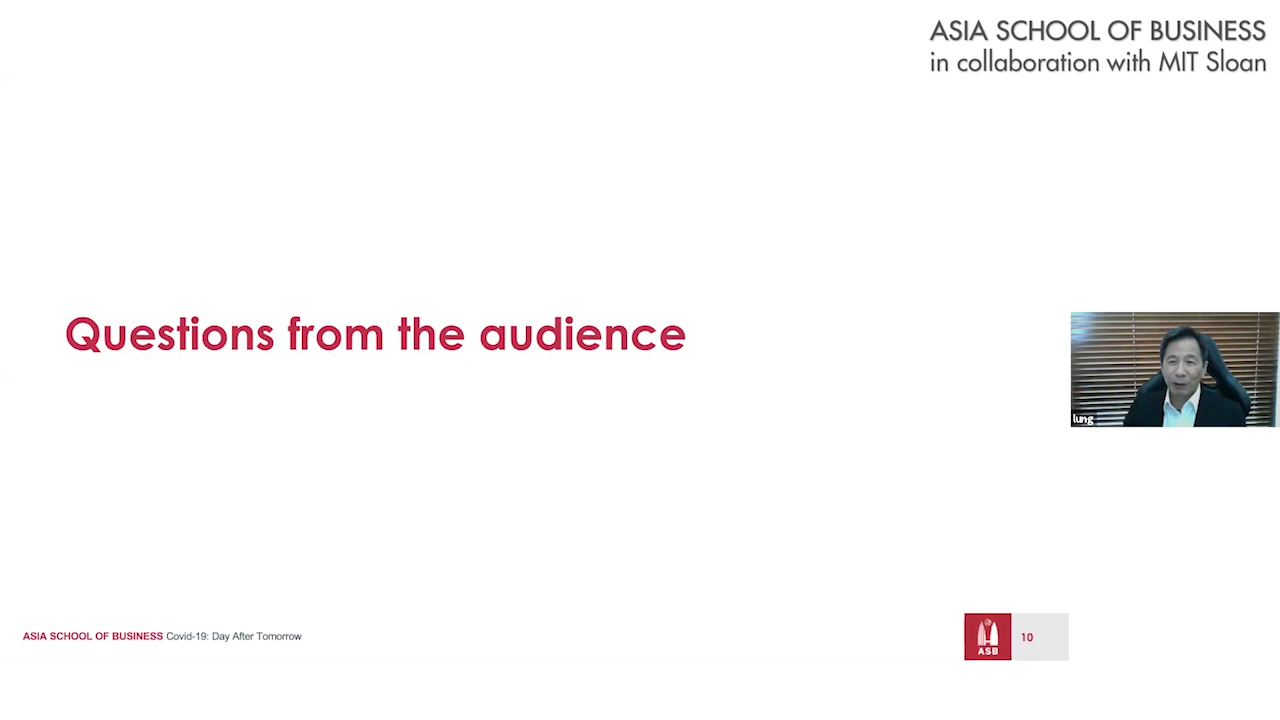 ASIA SCHOOL OF BUSINESS
in collaboration with MIT Sloan
Questions from the audience
lung
ASIA SCHOOL OF BUSINESS Covid-19: Day After Tomorrow
ASB
10